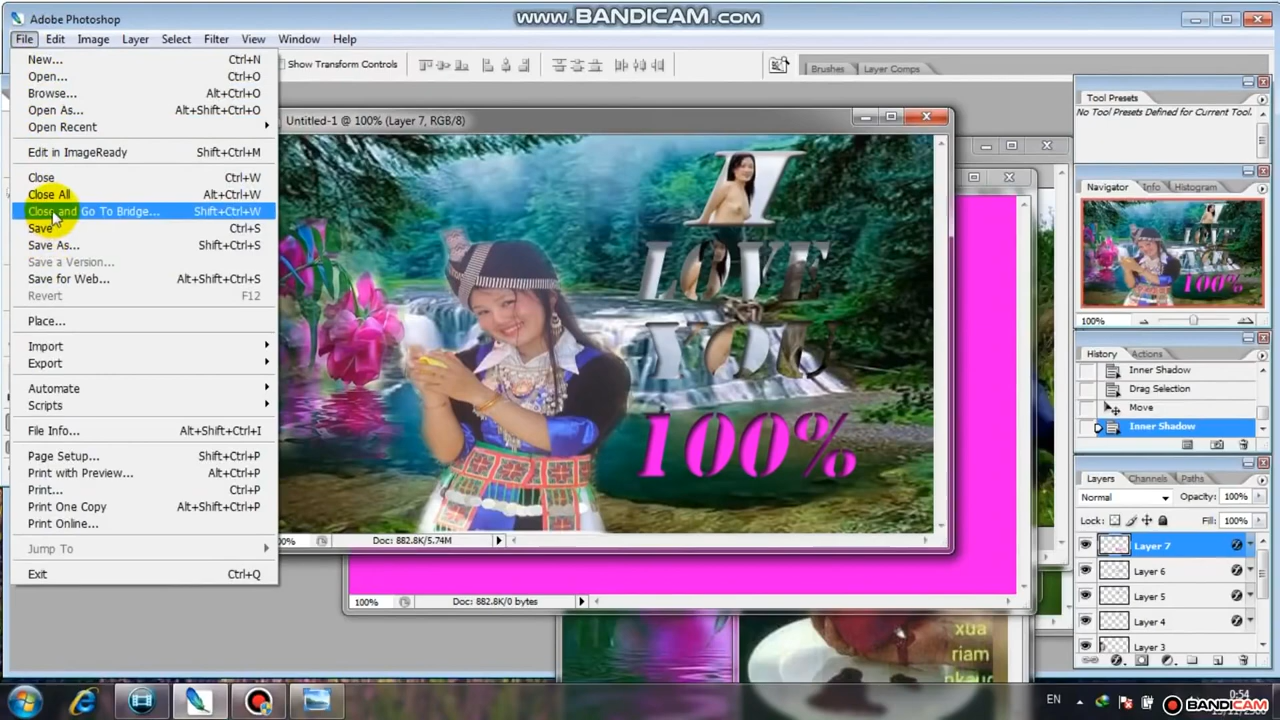 www.BANDICAM.com
Adobe Photoshop
File Edit Image Layer Select Filter View Window Help
Show Transform Controls
Brushes Layer Comps
New... Ctrl+N
Open... Ctrl+O
Browse... Alt+Ctrl+O
Open As... Alt+Shift+Ctrl+O
Open Recent
Edit in ImageReady Shift+Ctrl+M
Close Ctrl+W
Close All Alt+Ctrl+W
Close and Go To Bridge... Shift+Ctrl+W
Save Ctrl+S
Save As... Shift+Ctrl+S
Save a Version...
Save for Web... Alt+Shift+Ctrl+S
Revert F12
Place...
Import
Export
Automate
Scripts
File Info... Alt+Shift+Ctrl+I
Page Setup... Shift+Ctrl+P
Print with Preview... Alt+Ctrl+P
Print... Ctrl+P
Print One Copy Alt+Shift+Ctrl+P
Print Online...
Jump To
Exit Ctrl+Q
Untitled-1 @ 100% (Layer 7, RGB/8)
I
LOVE
YOU
100%
Doc: 882.8K/5.74M
100% Doc: 882.8K/0 bytes
xua
riam
Tool Presets
No Tool Presets Defined for Current Tool.
Navigator Info Histogram
100%
100%
History Actions
Inner Shadow
Drag Selection
Move
Inner Shadow
Layers Channels Paths
Normal Opacity: 100%
Lock: Fill: 100%
Layer 7
Layer 6
Layer 5
Layer 4
Layer 3
EN
0:54
BANDICAM